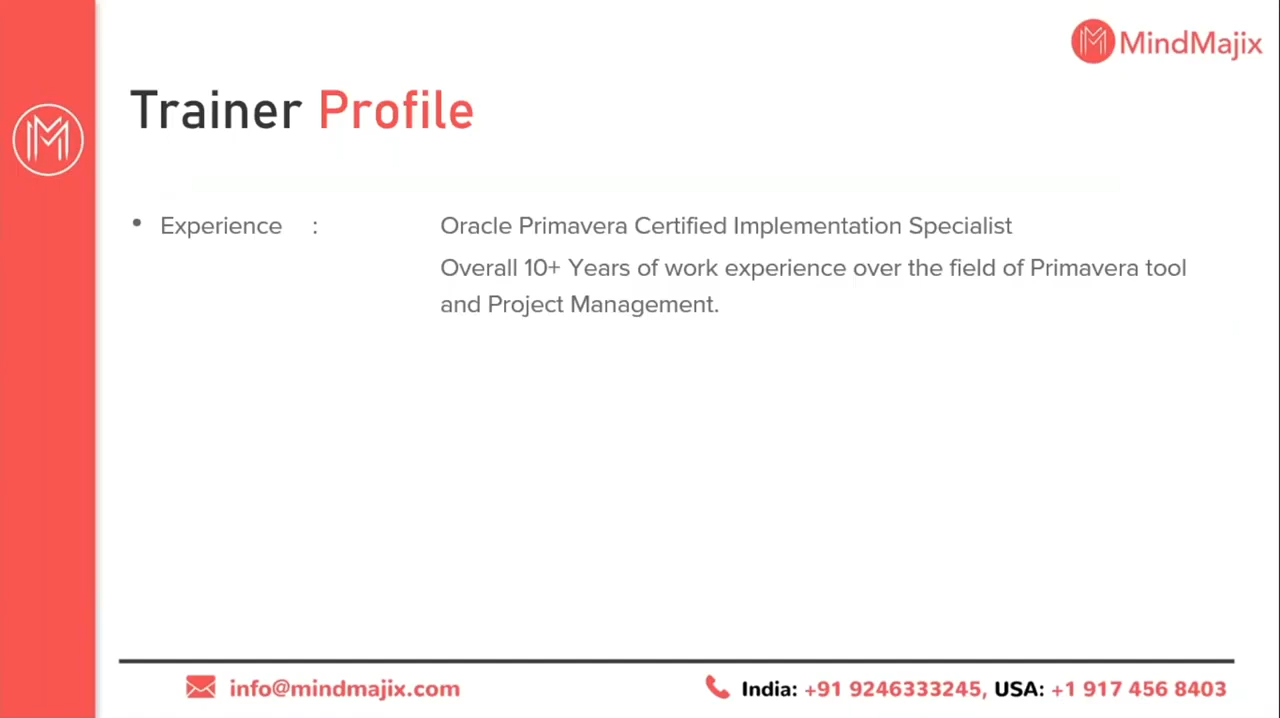 MindMajix
Trainer Profile
• Experience : Oracle Primavera Certified Implementation Specialist
Overall 10+ Years of work experience over the field of Primavera tool
and Project Management.
info@mindmajix.com India: +91 9246333245, USA: +1 917 456 8403